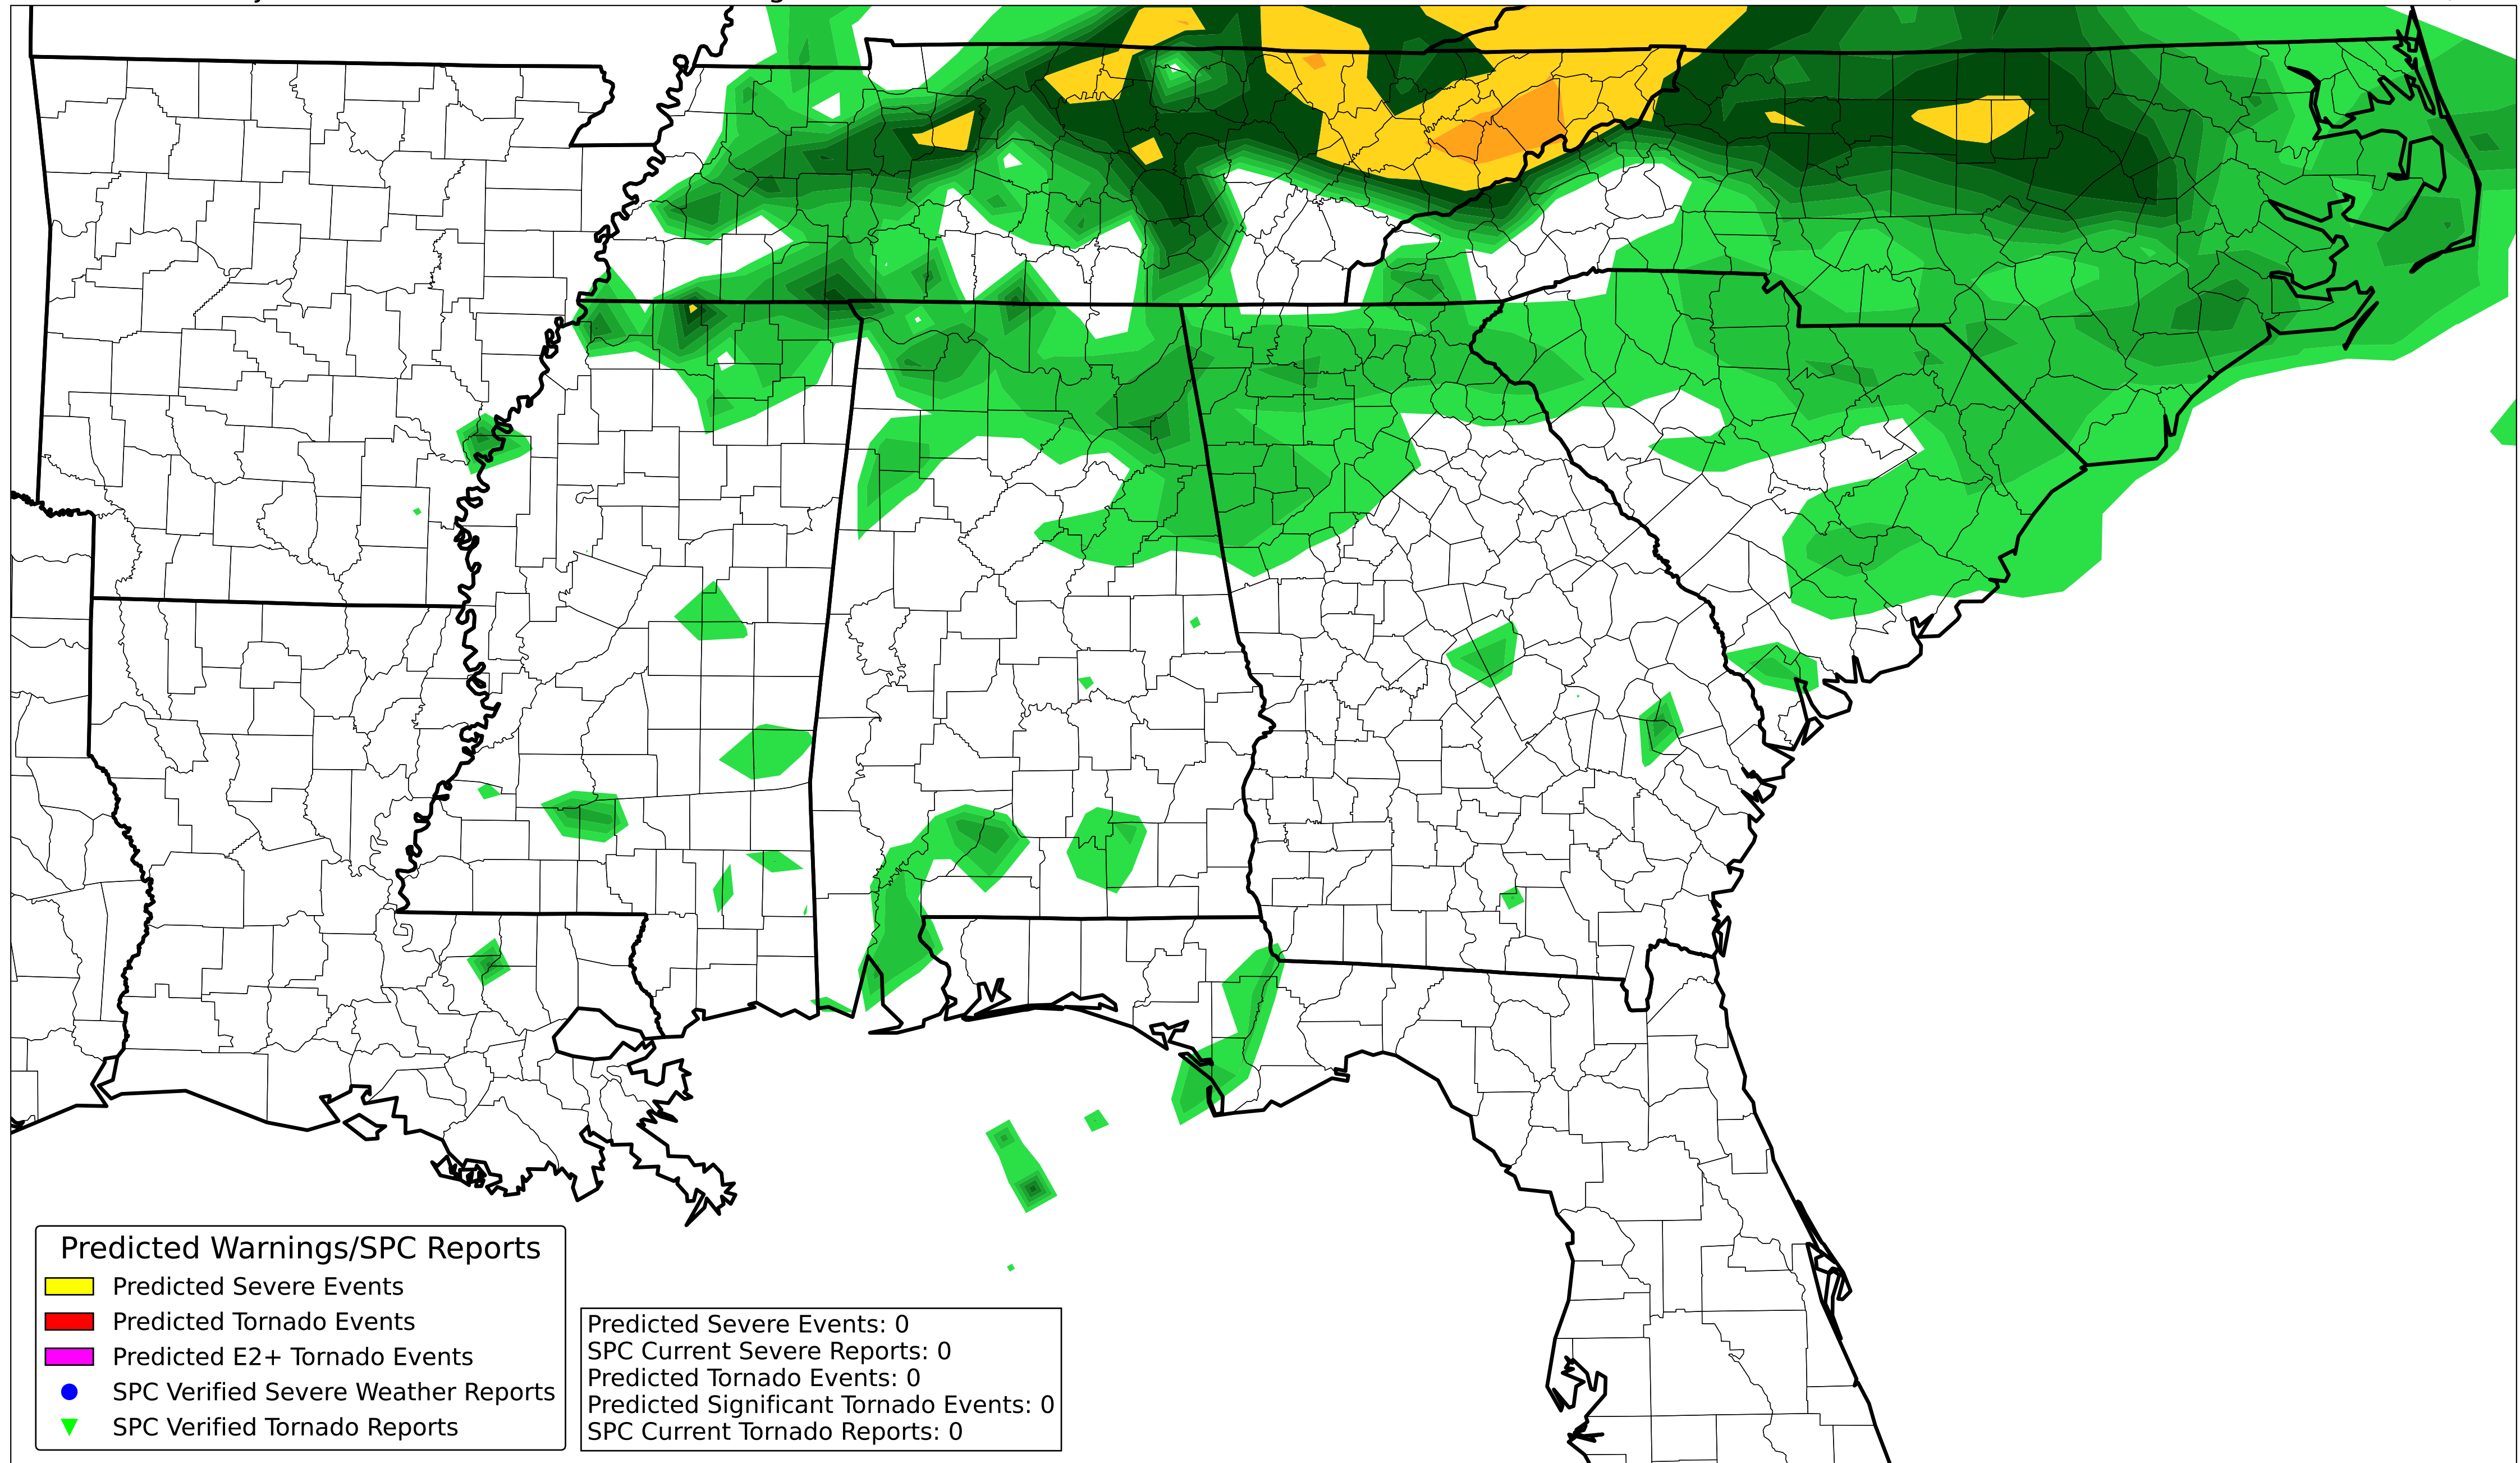 Predicted Warnings/SPC Reports
Predicted Severe Events
Predicted Tornado Events
Predicted E2+ Tornado Events
SPC Verified Severe Weather Reports
SPC Verified Tornado Reports
Predicted Severe Events: 0
SPC Current Severe Reports: 0
Predicted Tornado Events: 0
Predicted Significant Tornado Events: 0
SPC Current Tornado Reports: 0